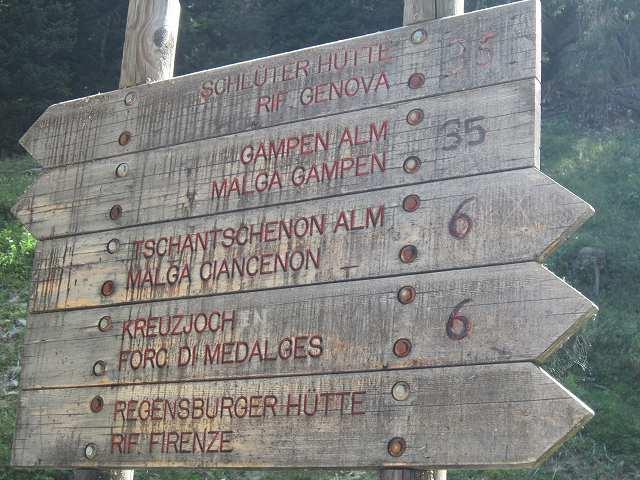 SCHLÜTER HÜTTE 35
RIF. GENOVA
GAMPEN ALM 35
MALGA GAMPEN
TSCHANTSCHENON ALM 6
MALGA CIANCENON
KREUZJOCHEN 6
FORC. DI MEDALGES
REGENSBURGER HÜTTE
RIF. FIRENZE